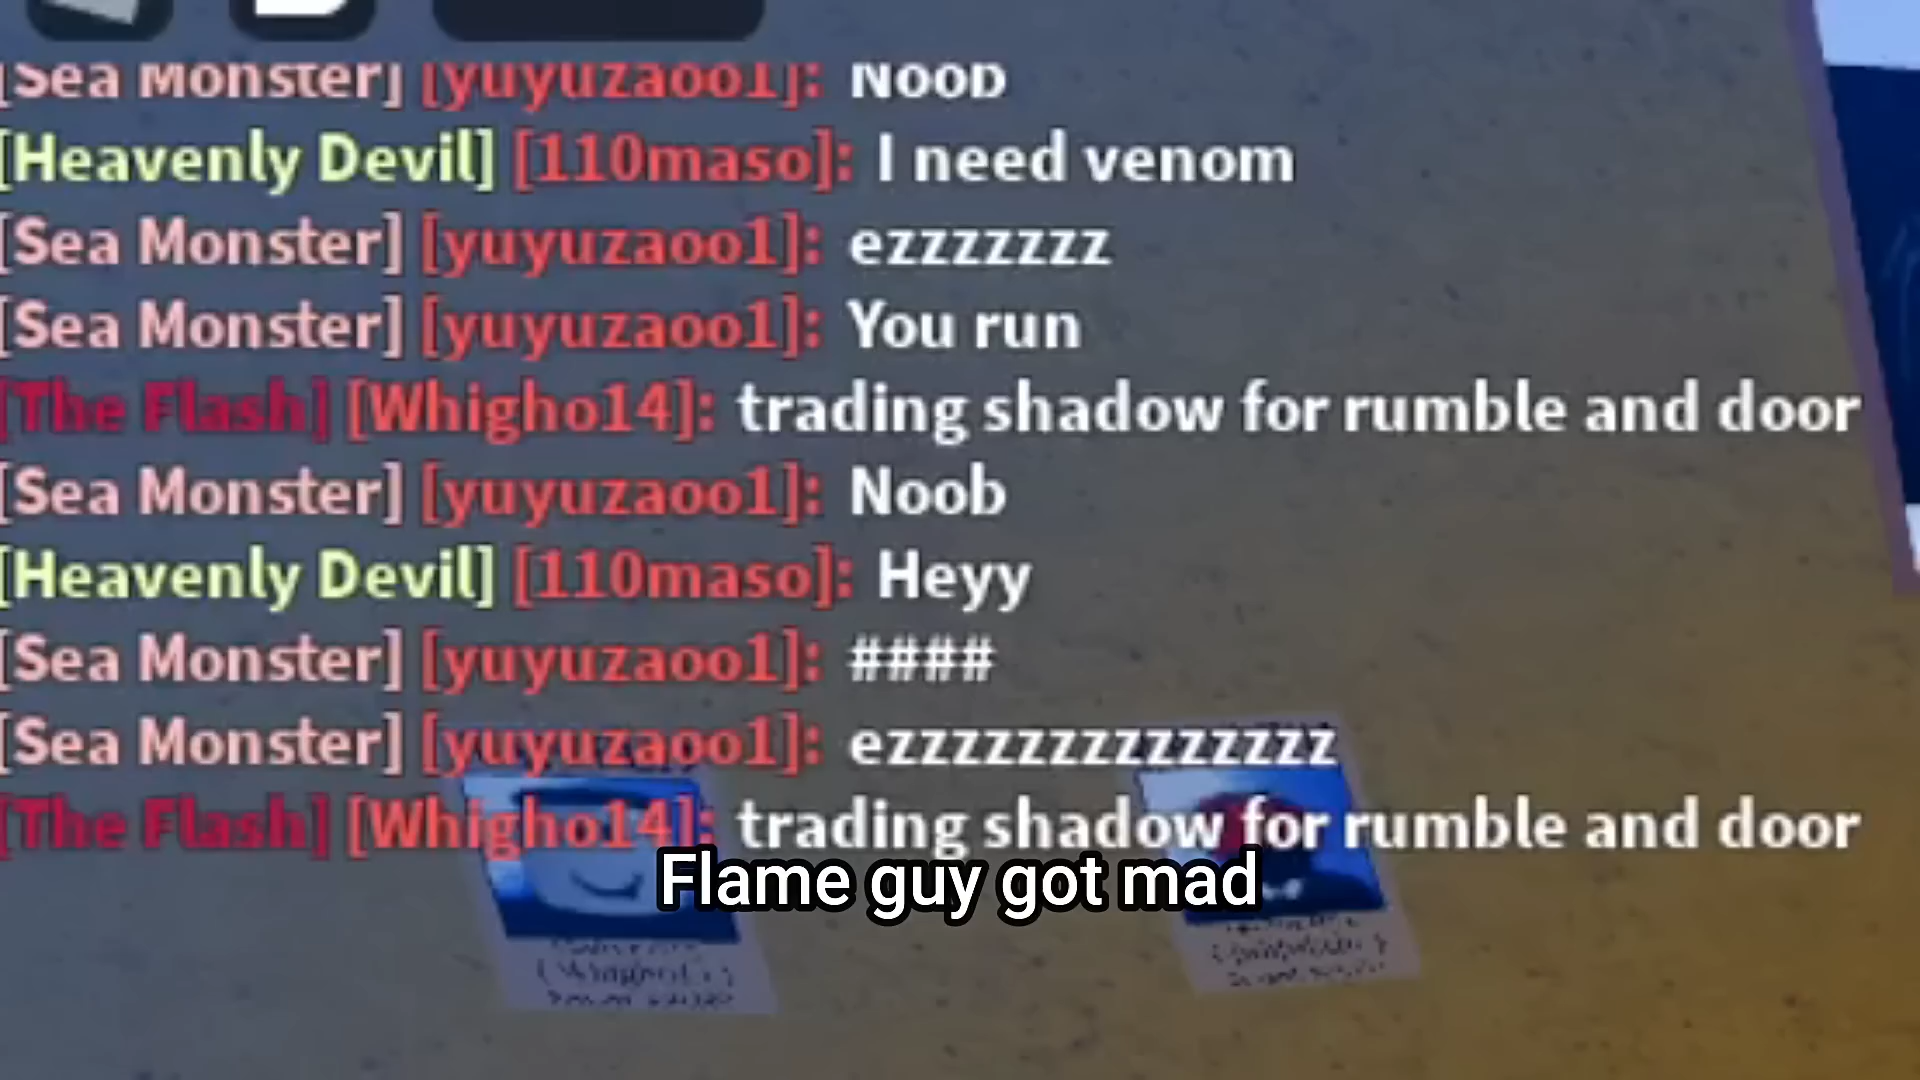 [Sea Monster] [yuyuzaoo1]: Noob
[Heavenly Devil] [110maso]: I need venom
[Sea Monster] [yuyuzaoo1]: ezzzzzzz
[Sea Monster] [yuyuzaoo1]: You run
[The Flash] [Whigho14]: trading shadow for rumble and door
[Sea Monster] [yuyuzaoo1]: Noob
[Heavenly Devil] [110maso]: Heyy
[Sea Monster] [yuyuzaoo1]: ####
[Sea Monster] [yuyuzaoo1]: ezzzzzzzzzzzzzz
[The Flash] [Whigho14]: trading shadow for rumble and door
Flame guy got mad